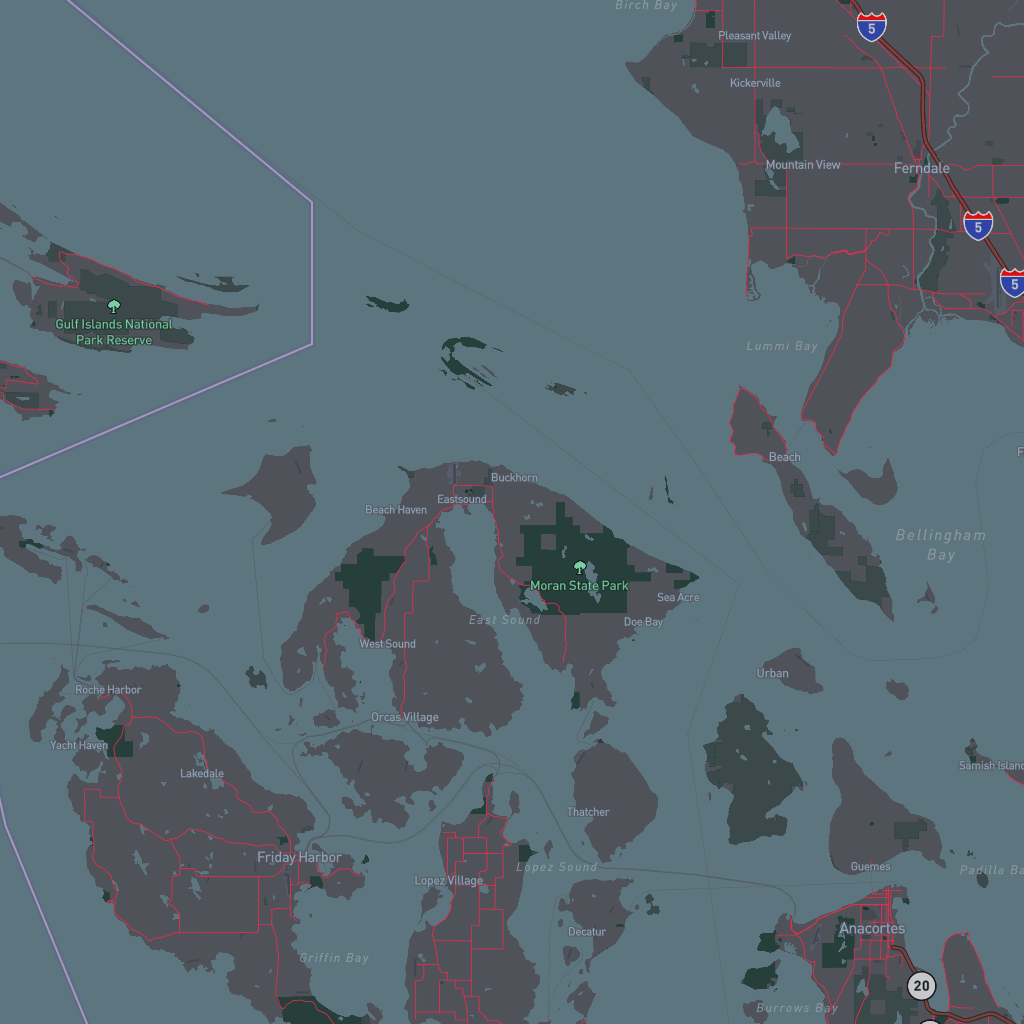 Birch Bay
5
Pleasant Valley
Kickerville
Mountain View
Ferndale
5
5
Gulf Islands National
Park Reserve
Lummi Bay
Beach
F
Buckhorn
Eastsound
Beach Haven
Bellingham
Bay
Moran State Park
Sea Acre
East Sound
Doe Bay
West Sound
Urban
Roche Harbor
Orcas Village
Yacht Haven
Lakedale
Samish Island
Thatcher
Friday Harbor
Lopez Sound
Guemes
Padilla Ba
Lopez Village
Decatur
Anacortes
Griffin Bay
20
Burrows Bay